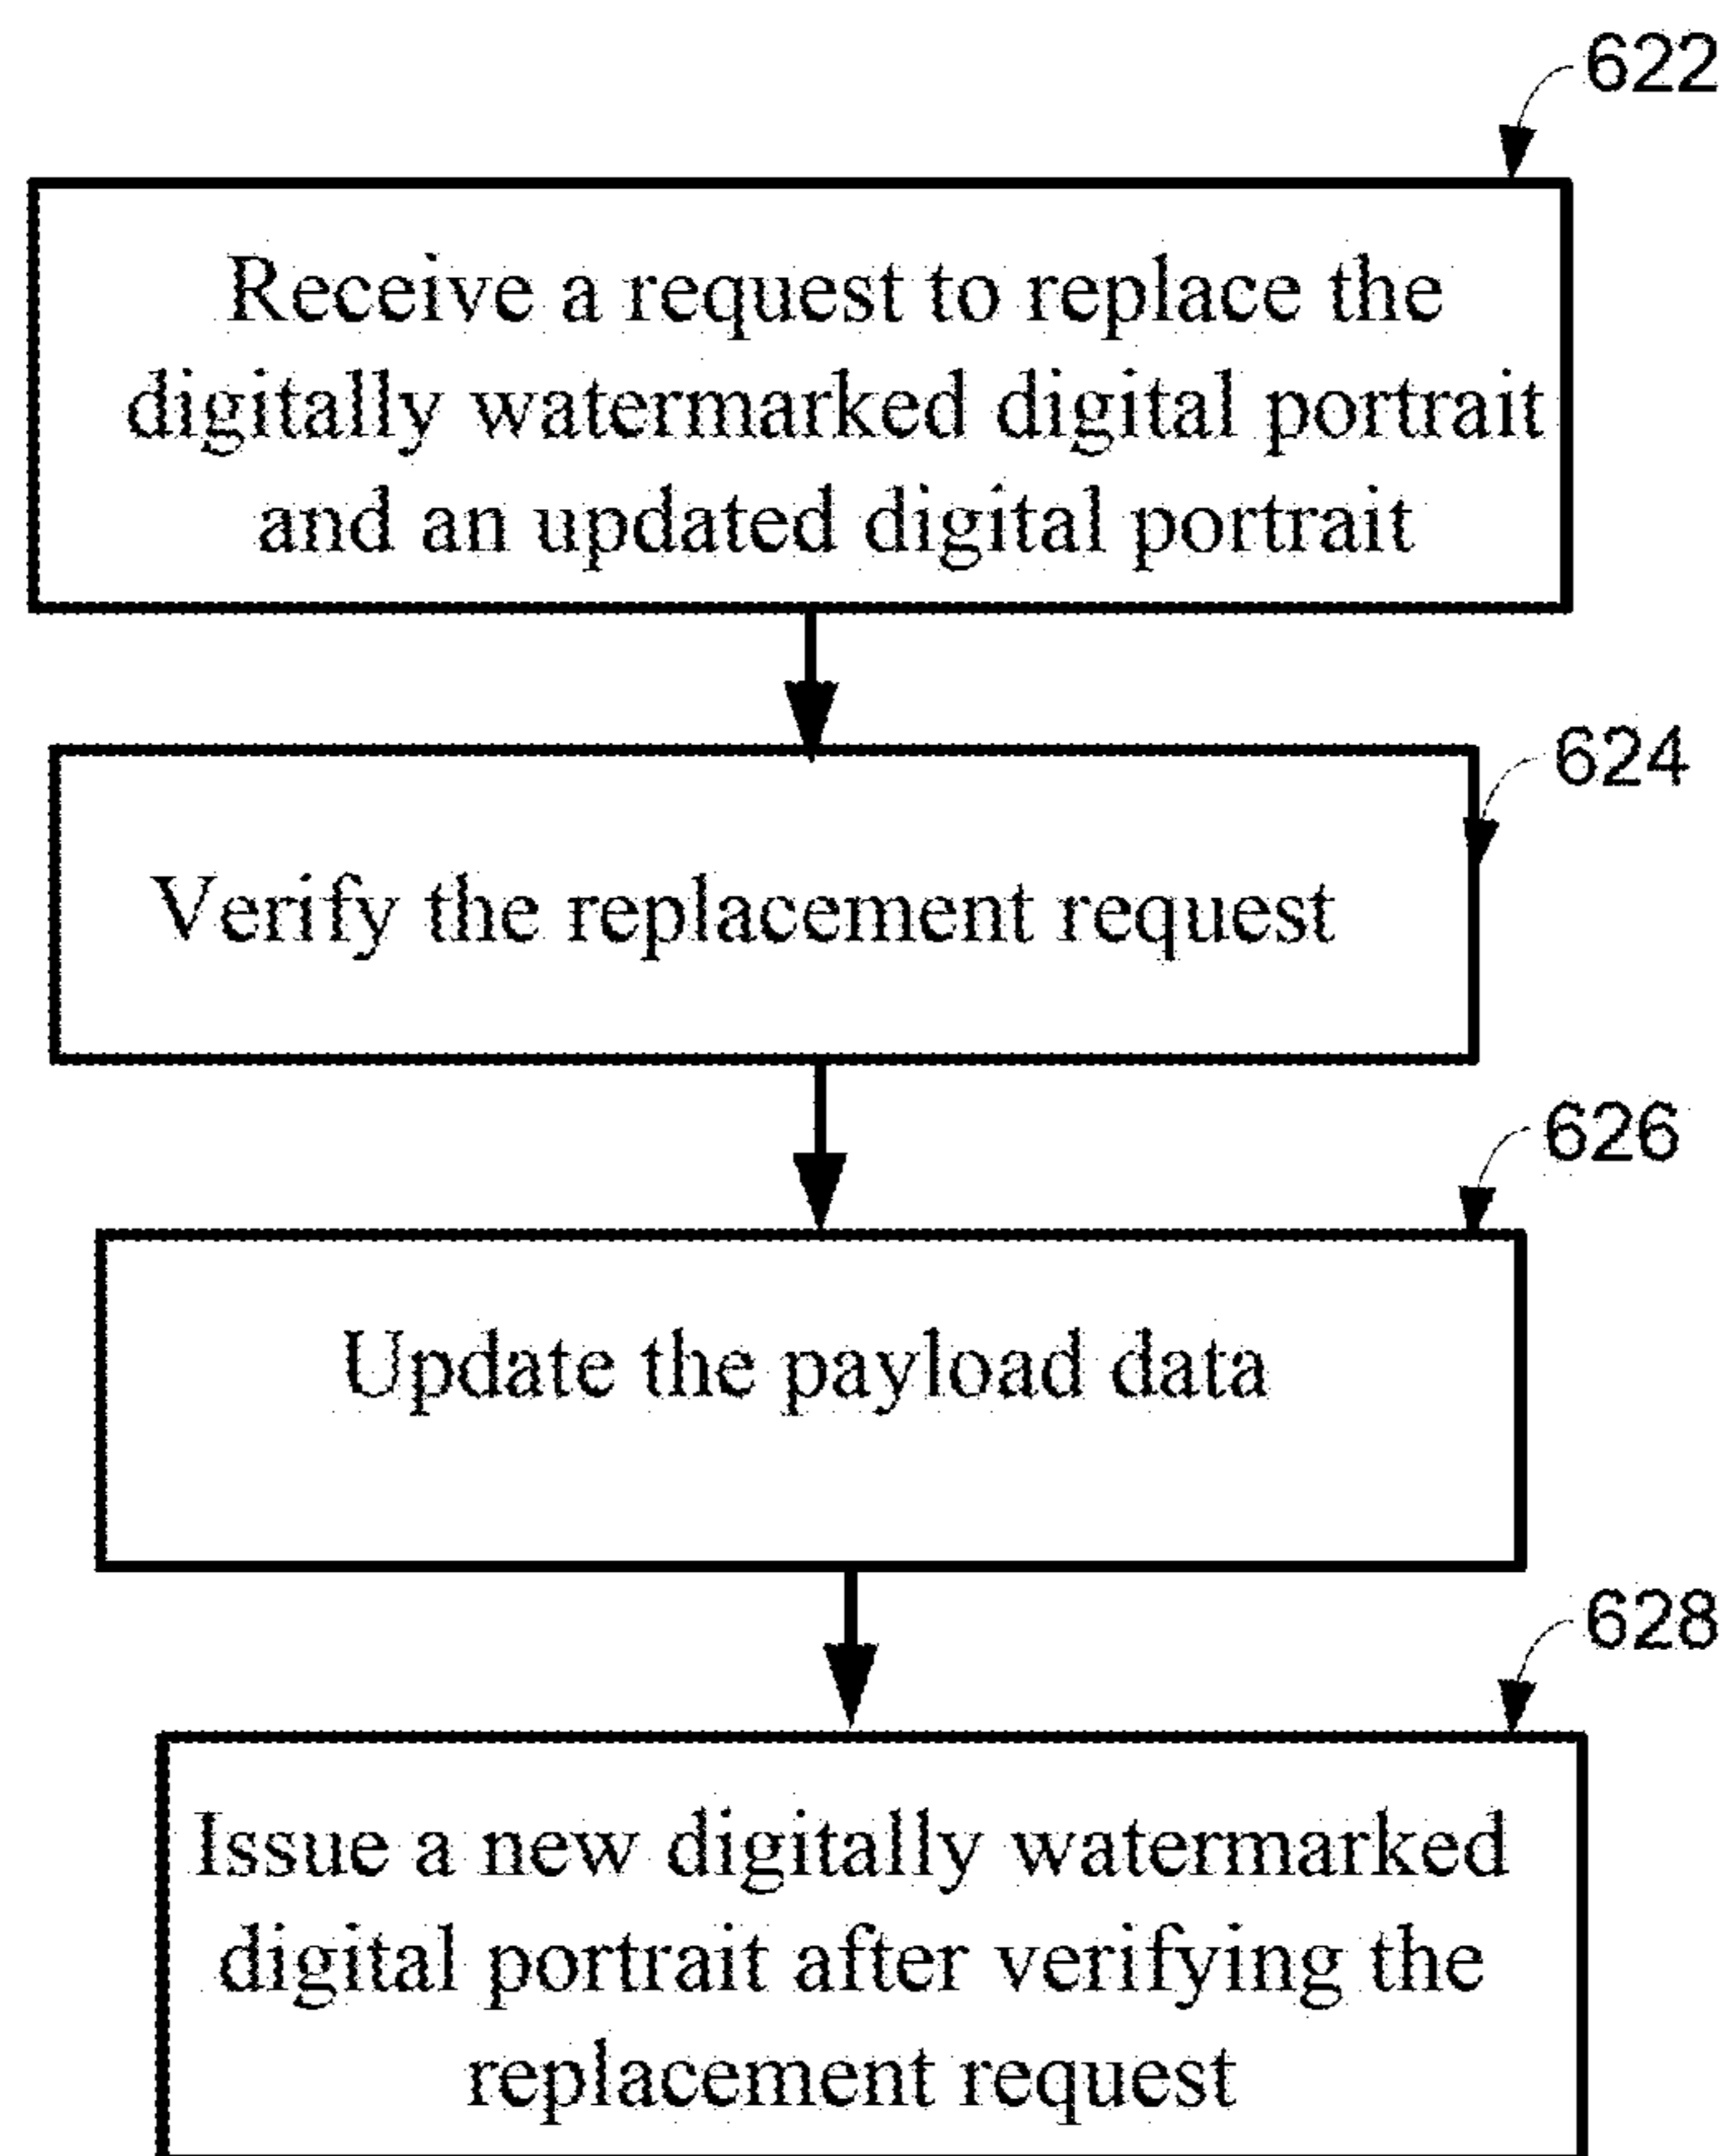 622
Receive a request to replace the
digitally watermarked digital portrait
and an updated digital portrait
624
Verify the replacement request
626
Update the payload data
628
Issue a new digitally watermarked
digital portrait after verifying the
replacement request